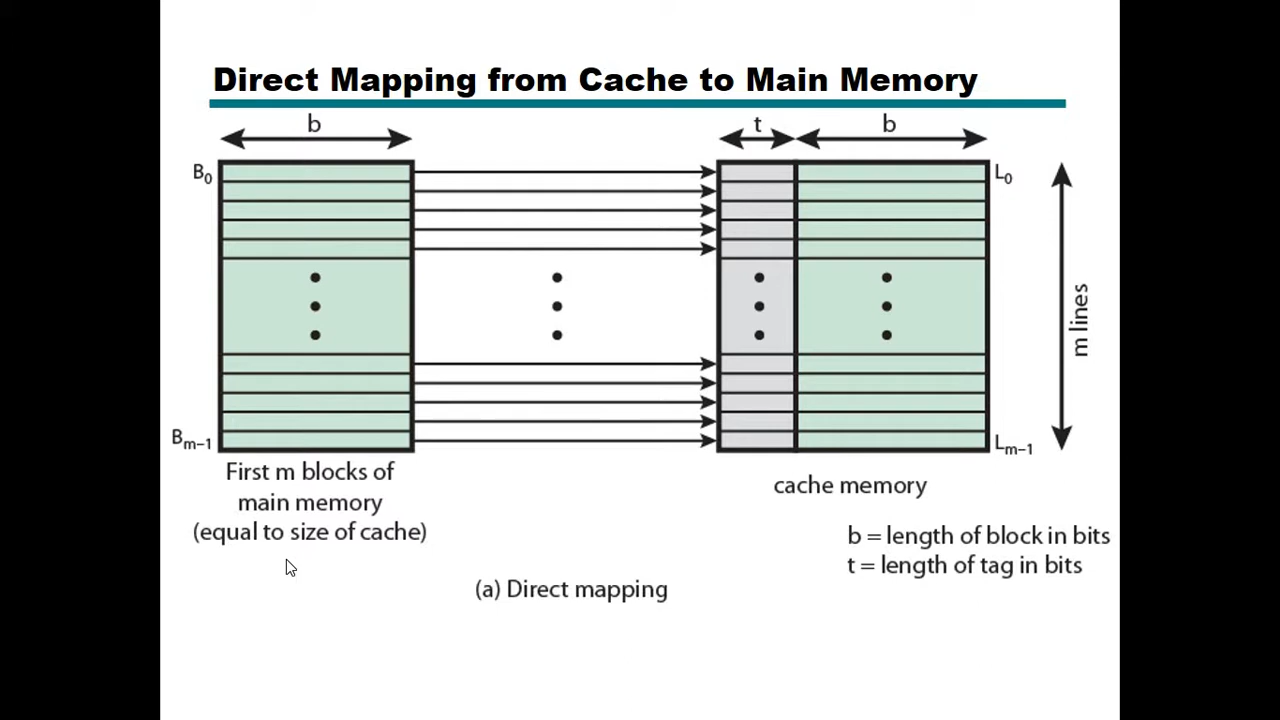 Direct Mapping from Cache to Main Memory
b
t
b
B0
L0
m lines
Bm–1
Lm–1
First m blocks of
main memory
(equal to size of cache)
cache memory
b = length of block in bits
t = length of tag in bits
(a) Direct mapping